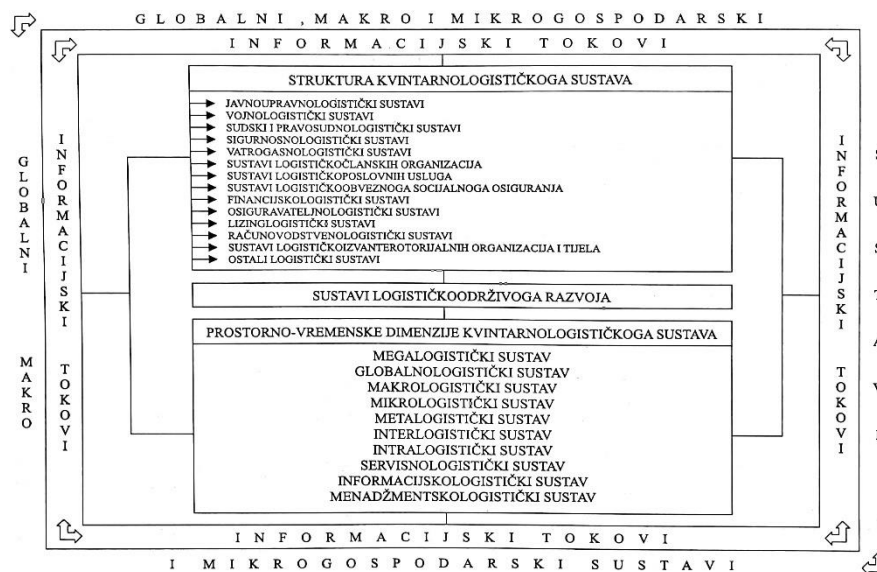 GLOBALNI , MAKRO I MIKROGOSPODARSKI
INFORMACIJSKI TOKOVI
STRUKTURA KVINTARNOLOGISTIČKOGA SUSTAVA
JAVNOUPRAVNOLOGISTIČKI SUSTAVI
VOJNOLOGISTIČKI SUSTAVI
SUDSKI I PRAVOSUDNOLOGISTIČKI SUSTAVI
SIGURNOSNOLOGISTIČKI SUSTAVI
VATROGASNOLOGISTIČKI SUSTAVI
SUSTAVI LOGISTIČKOČLANSKIH ORGANIZACIJA
SUSTAVI LOGISTIČKOPOSLOVNIH USLUGA
SUSTAVI LOGISTIČKOOBVEZNOGA SOCIJALNOGA OSIGURANJA
FINANCIJSKOLOGISTIČKI SUSTAVI
OSIGURAVATELJNOLOGISTIČKI SUSTAVI
LIZINGLOGISTIČKI SUSTAVI
RAČUNOVODSTVENOLOGISTIČKI SUSTAVI
SUSTAVI LOGISTIČKOIZVANTEROTORIJALNIH ORGANIZACIJA I TIJELA
OSTALI LOGISTIČKI SUSTAVI
SUSTAVI LOGISTIČKOODRŽIVOGA RAZVOJA
PROSTORNO-VREMENSKE DIMENZIJE KVINTARNOLOGISTIČKOGA SUSTAVA
MEGALOGISTIČKI SUSTAV
GLOBALNOLOGISTIČKI SUSTAV
MAKROLOGISTIČKI SUSTAV
MIKROLOGISTIČKI SUSTAV
METALOGISTIČKI SUSTAV
INTERLOGISTIČKI SUSTAV
INTRALOGISTIČKI SUSTAV
SERVISNOLOGISTIČKI SUSTAV
INFORMACIJSKOLOGISTIČKI SUSTAV
MENADŽMENTSKOLOGISTIČKI SUSTAV
GLOBALNI MAKRO
INFORMACIJSKI TOKOVI
INFORMACIJSKI TOKOVI
SUSTAVI
INFORMACIJSKI TOKOVI
I MIKROGOSPODARSKI SUSTAVI